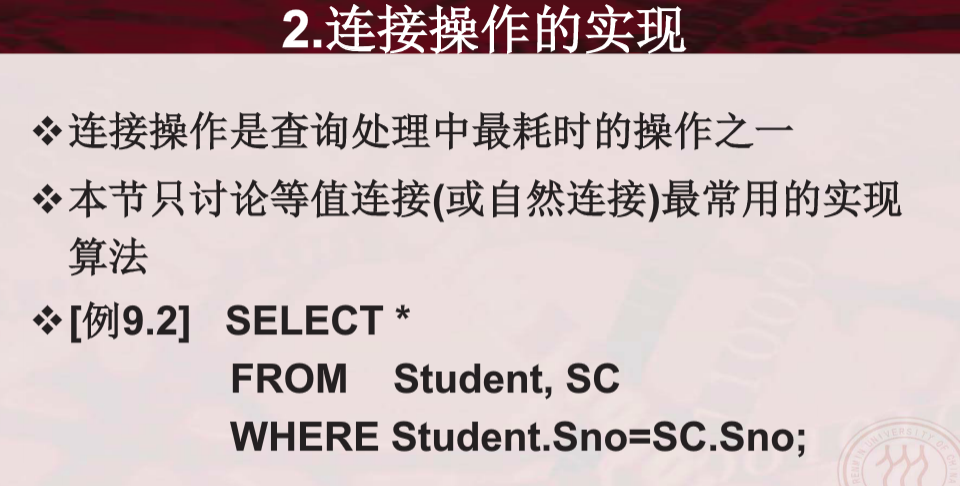 2.连接操作的实现
❖连接操作是查询处理中最耗时的操作之一
❖本节只讨论等值连接(或自然连接)最常用的实现
算法
❖[例9.2] SELECT *
FROM Student, SC
WHERE Student.Sno=SC.Sno;